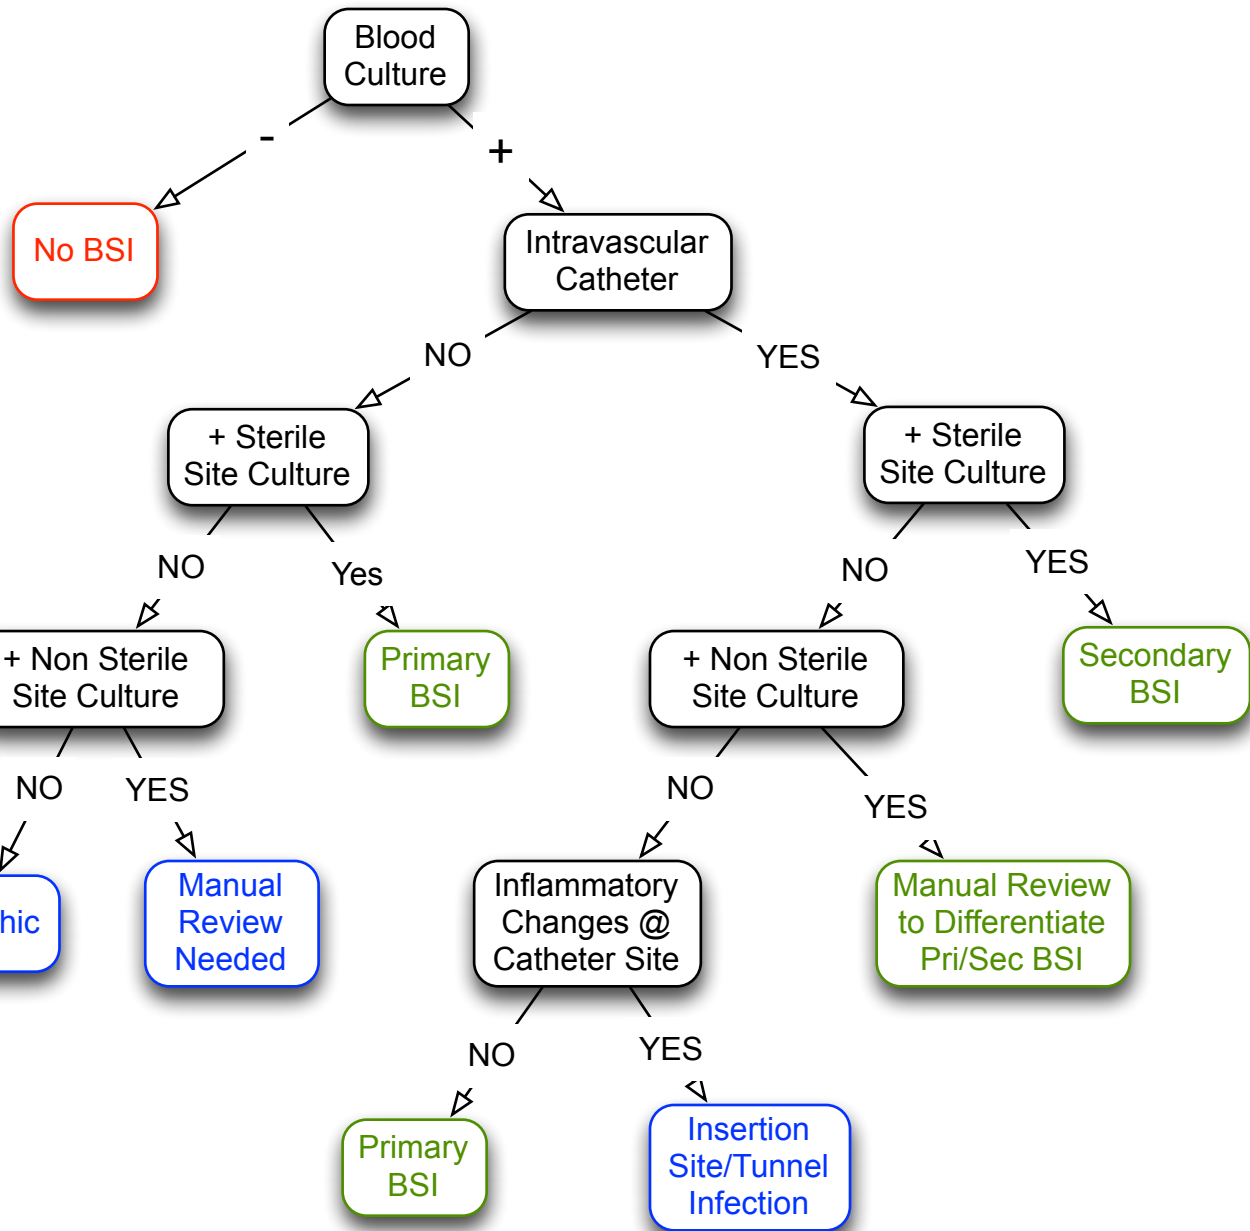 Blood
Culture
-
+
No BSI
Intravascular
Catheter
NO
YES
+ Sterile
Site Culture
+ Sterile
Site Culture
NO
Yes
NO
YES
+ Non Sterile
Site Culture
Primary
BSI
+ Non Sterile
Site Culture
Secondary
BSI
NO
YES
NO
YES
hic
Manual
Review
Needed
Inflammatory
Changes @
Catheter Site
Manual Review
to Differentiate
Pri/Sec BSI
NO
YES
Primary
BSI
Insertion
Site/Tunnel
Infection